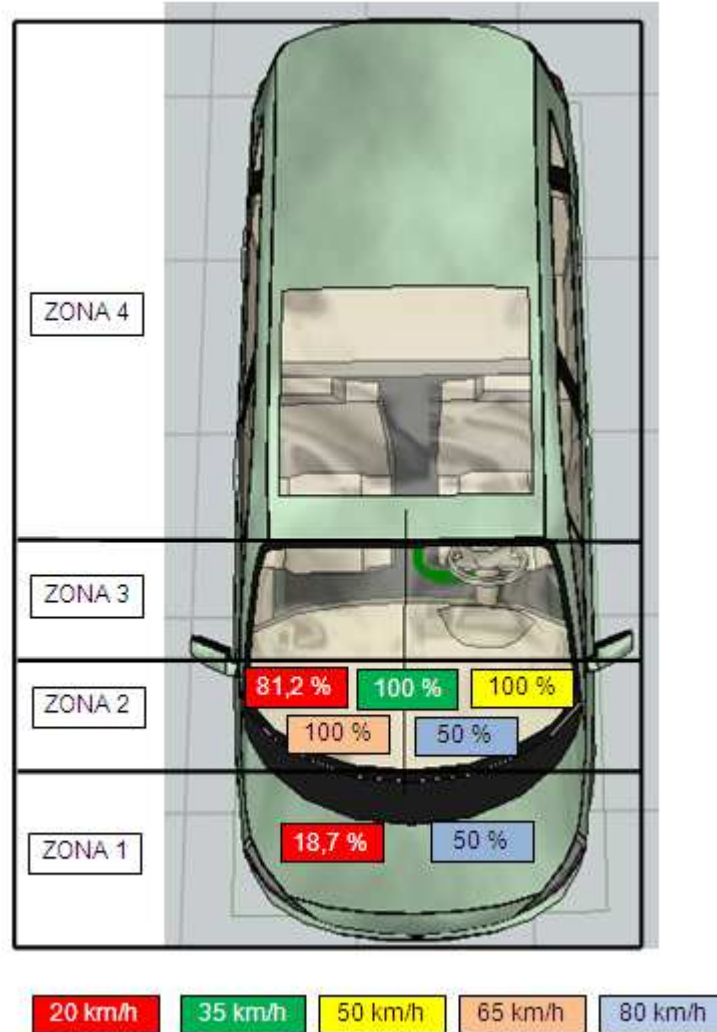 ZONA 4
ZONA 3
81,2 % 100 % 100 %
ZONA 2
100 % 50 %
ZONA 1
18,7 % 50 %
20 km/h 35 km/h 50 km/h 65 km/h 80 km/h